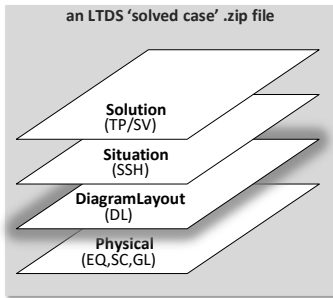 an LTDS ‘solved case’ .zip file
Solution
(TP/SV)
Situation
(SSH)
DiagramLayout
(DL)
Physical
(EQ,SC,GL)